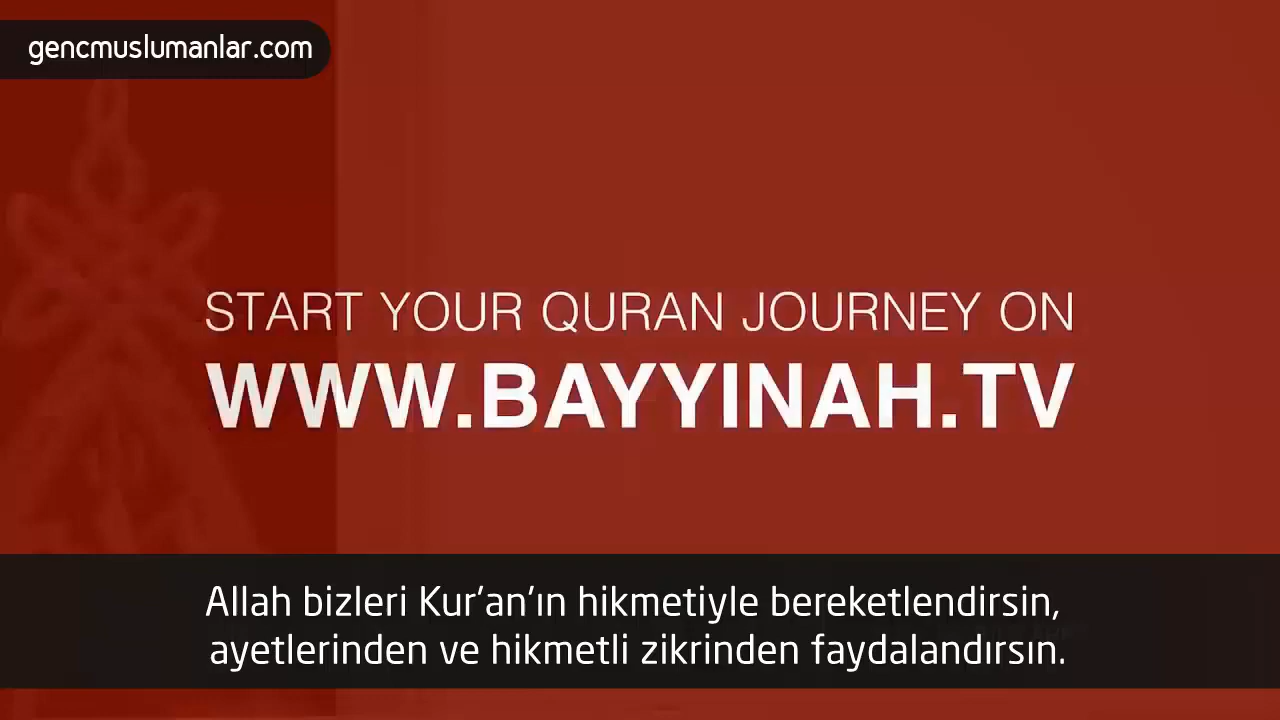 gencmuslumanlar.com
START YOUR QURAN JOURNEY ON
WWW.BAYYINAH.TV
Allah bizleri Kur’an’ın hikmetiyle bereketlendirsin,
ayetlerinden ve hikmetli zikrinden faydalandırsın.